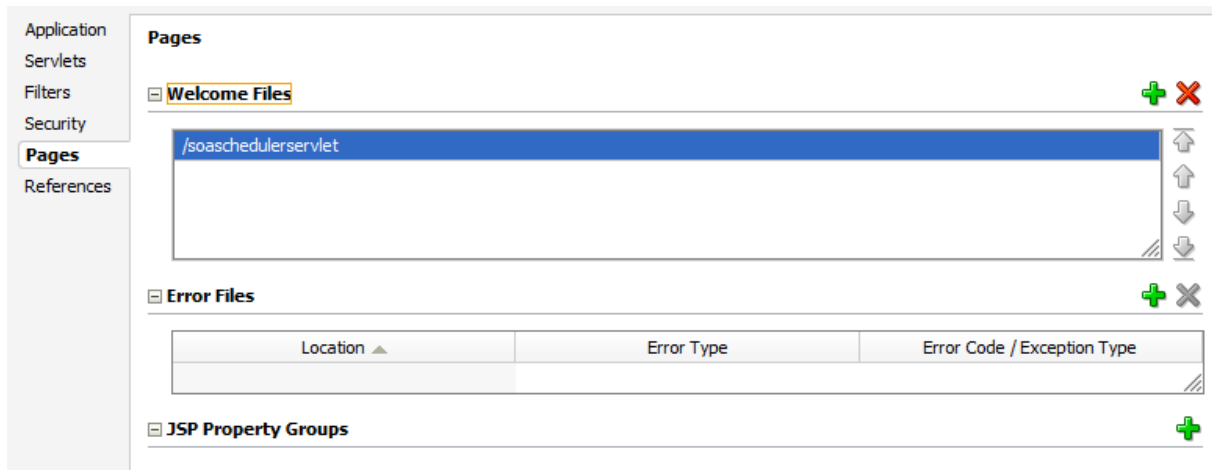 Application
Servlets
Filters
Security
Pages
References
Pages
Welcome Files
/soaschedulerservlet
Error Files
Location Error Type Error Code / Exception Type
JSP Property Groups